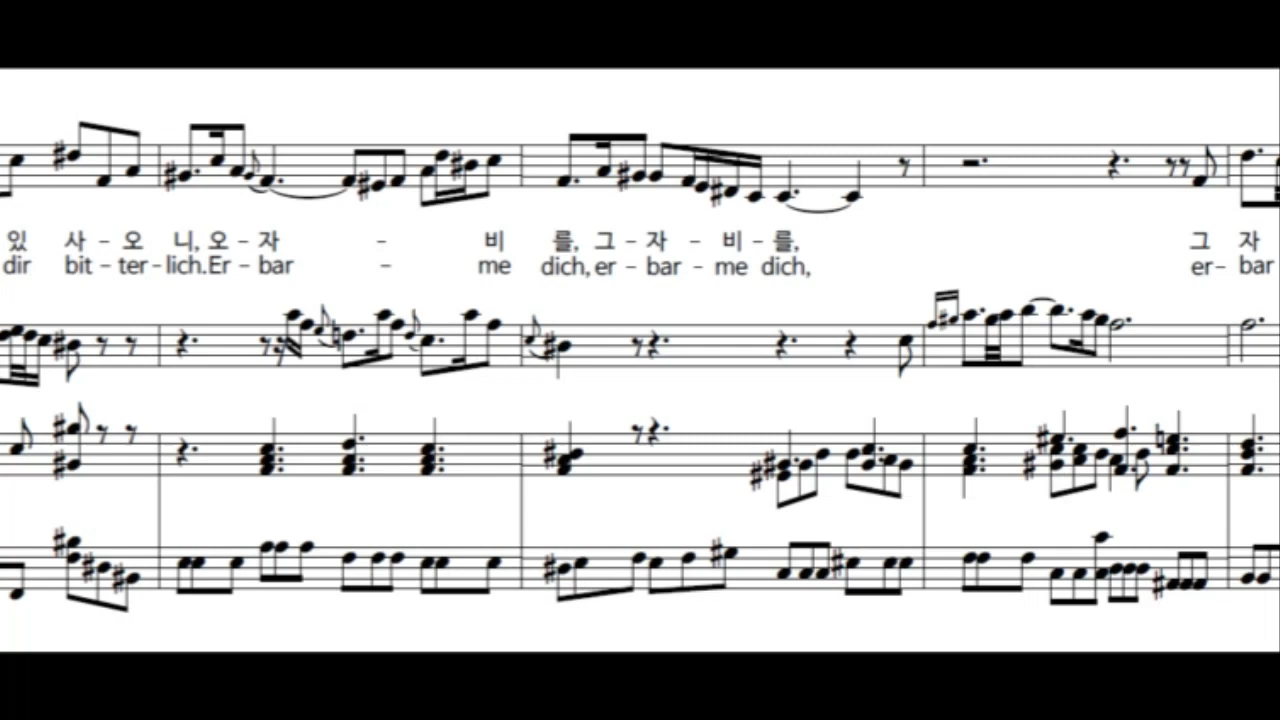 있 사 - 오 니, 오 - 자 - 비 를, 그 - 자 - 비 - 를, 그 자
dir bit - ter - lich. Er - bar - me dich, er - bar - me dich, er - bar